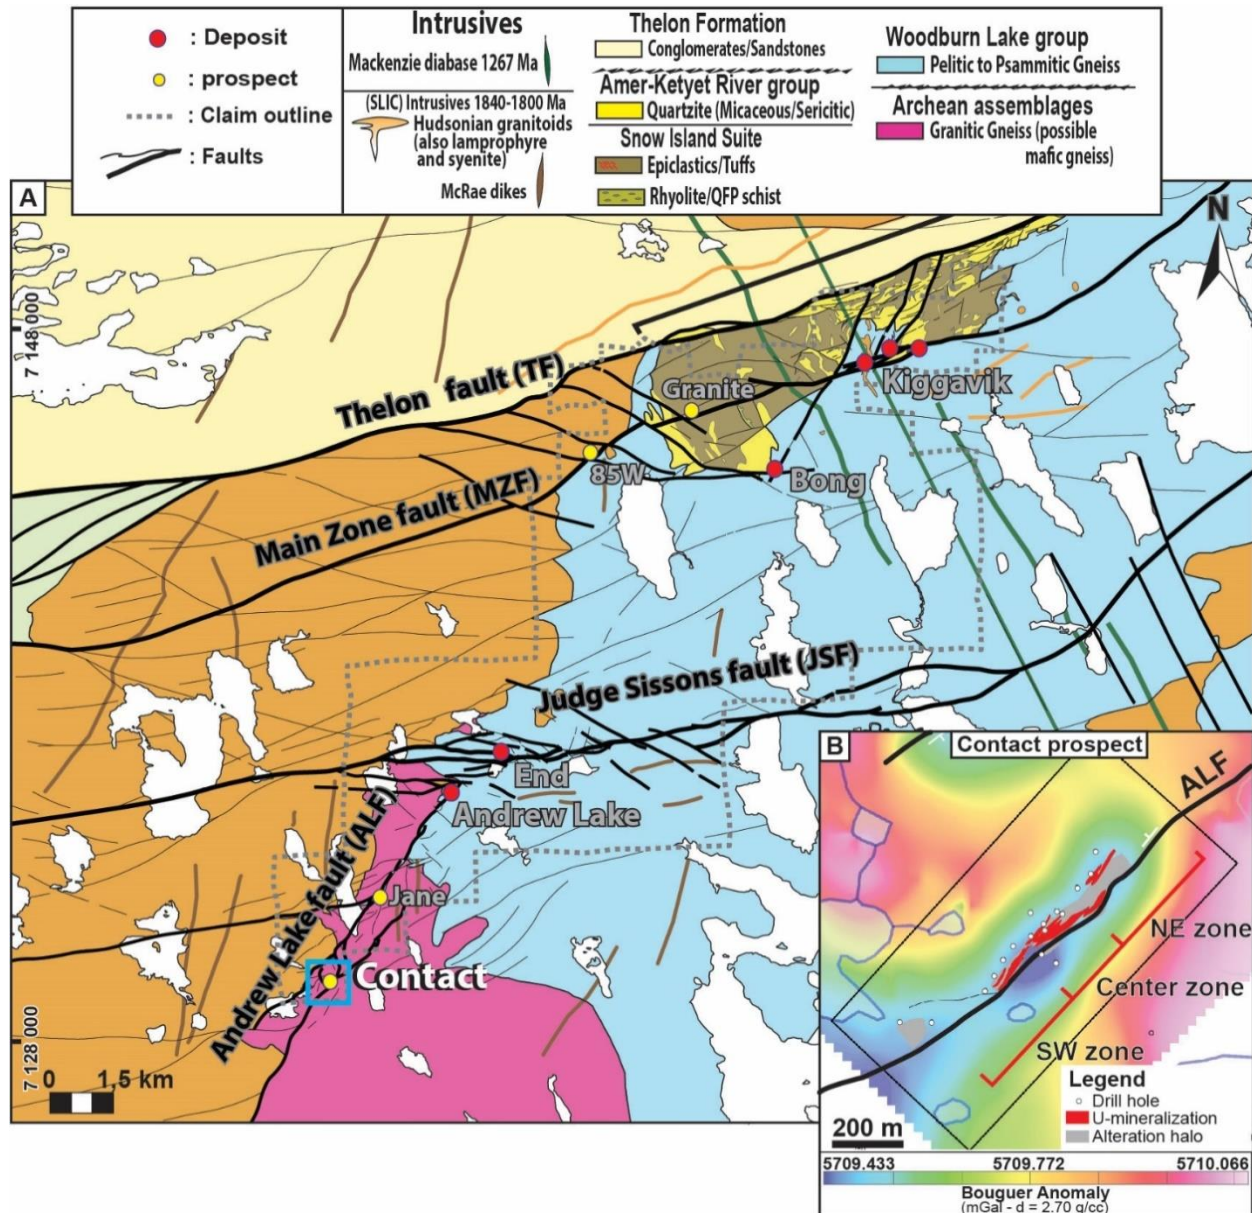 : Deposit
: prospect
: Claim outline
: Faults
Intrusives
Mackenzie diabase 1267 Ma
(SLIC) Intrusives 1840-1800 Ma
Hudsonian granitoids
(also lamprophyre
and syenite)
McRae dikes
Thelon Formation
Conglomerates/Sandstones
Amer-Ketyet River group
Quartzite (Micaceous/Sericitic)
Snow Island Suite
Epiclastics/Tuffs
Rhyolite/QFP schist
Woodburn Lake group
Pelitic to Psammitic Gneiss
Archean assemblages
Granitic Gneiss (possible
mafic gneiss)
A
N
7 148 000
Thelon fault (TF)
Granite
Kiggavik
85W
Bong
Main Zone fault (MZF)
Judge Sissons fault (JSF)
End
Andrew Lake
Andrew Lake fault (ALF)
Jane
Contact
7 128 000
0 1,5 km
B
Contact prospect
ALF
NE zone
Center zone
SW zone
Legend
Drill hole
U-mineralization
Alteration halo
200 m
5709.433 5709.772 5710.066
Bouguer Anomaly
(mGal - d = 2.70 g/cc)